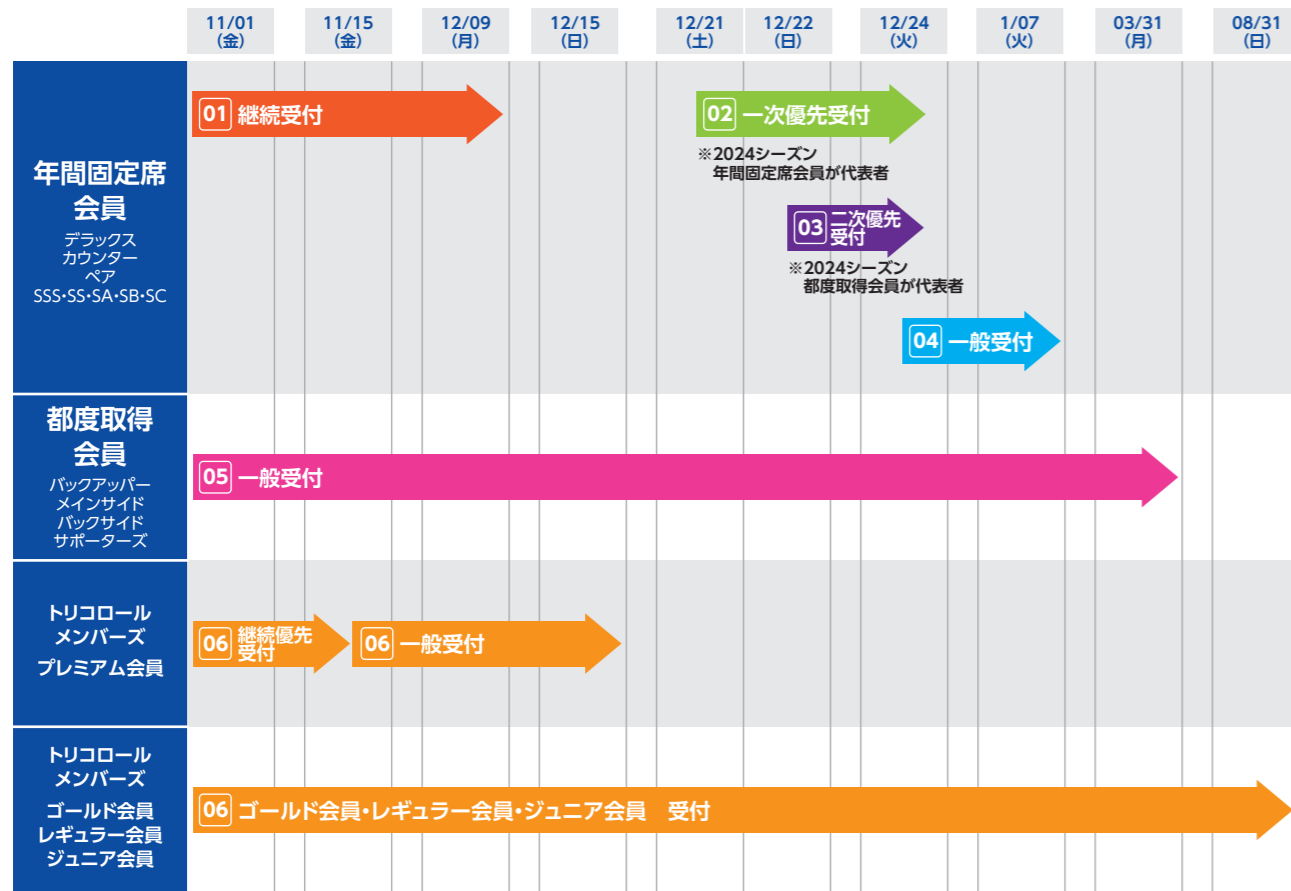 11/01
(金)
11/15
(金)
12/09
(月)
12/15
(日)
12/21
(土)
12/22
(日)
12/24
(火)
1/07
(火)
03/31
(月)
08/31
(日)
年間固定席
会員
デラックス
カウンター
ペア
SSS・SS・SA・SB・SC
01 継続受付
02 一次優先受付
※2024シーズン
年間固定席会員が代表者
03 二次優先
受付
※2024シーズン
都度取得会員が代表者
04 一般受付
都度取得
会員
バックアッパー
メインサイド
バックサイド
サポーターズ
05 一般受付
トリコロール
メンバーズ
プレミアム会員
06 継続優先
受付
06 一般受付
トリコロール
メンバーズ
ゴールド会員
レギュラー会員
ジュニア会員
06 ゴールド会員・レギュラー会員・ジュニア会員　受付